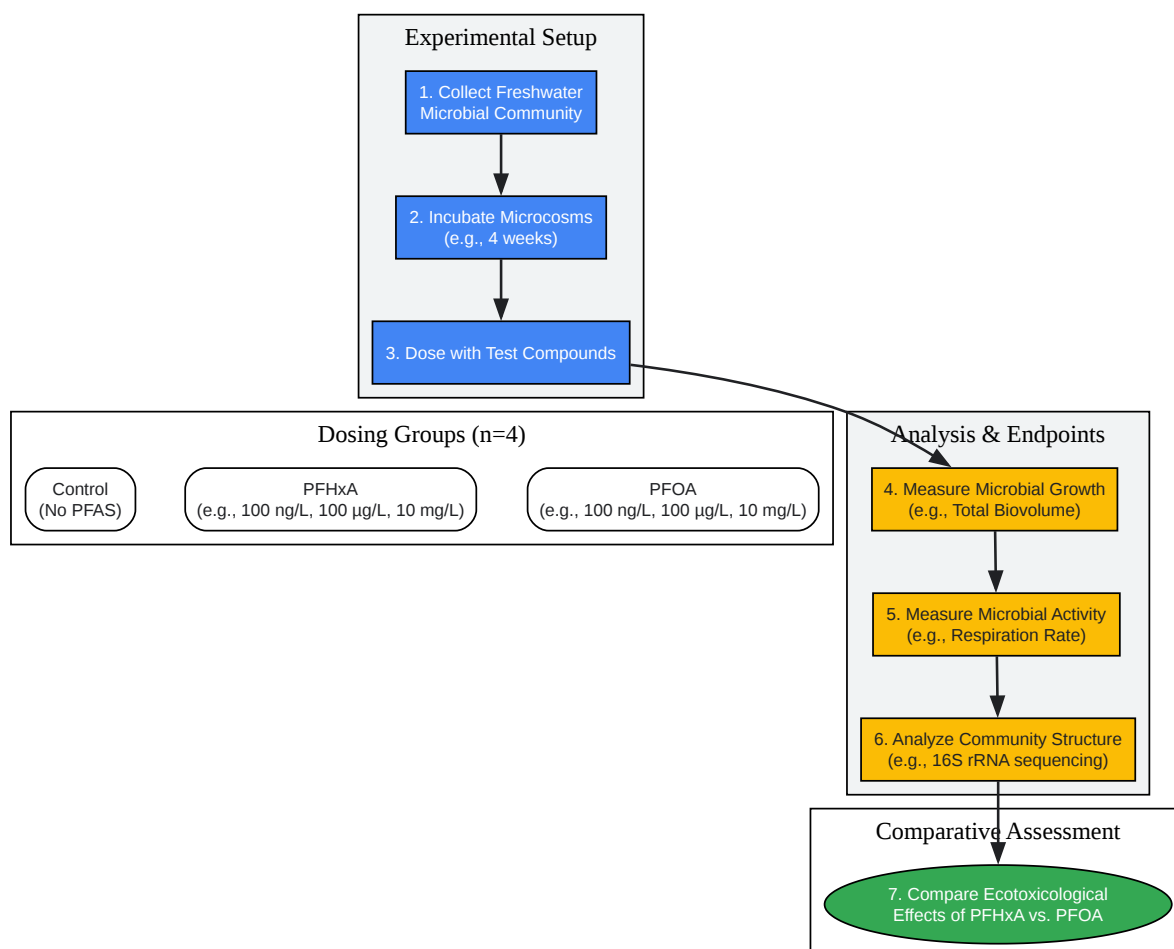 Experimental Setup
1. Collect Freshwater
Microbial Community
2. Incubate Microcosms
(e.g., 4 weeks)
3. Dose with Test Compounds
Dosing Groups (n=4)
Control
(No PFAS)
PFHxA
(e.g., 100 ng/L, 100 µg/L, 10 mg/L)
PFOA
(e.g., 100 ng/L, 100 µg/L, 10 mg/L)
Analysis & Endpoints
4. Measure Microbial Growth
(e.g., Total Biovolume)
5. Measure Microbial Activity
(e.g., Respiration Rate)
6. Analyze Community Structure
(e.g., 16S rRNA sequencing)
Comparative Assessment
7. Compare Ecotoxicological
Effects of PFHxA vs. PFOA